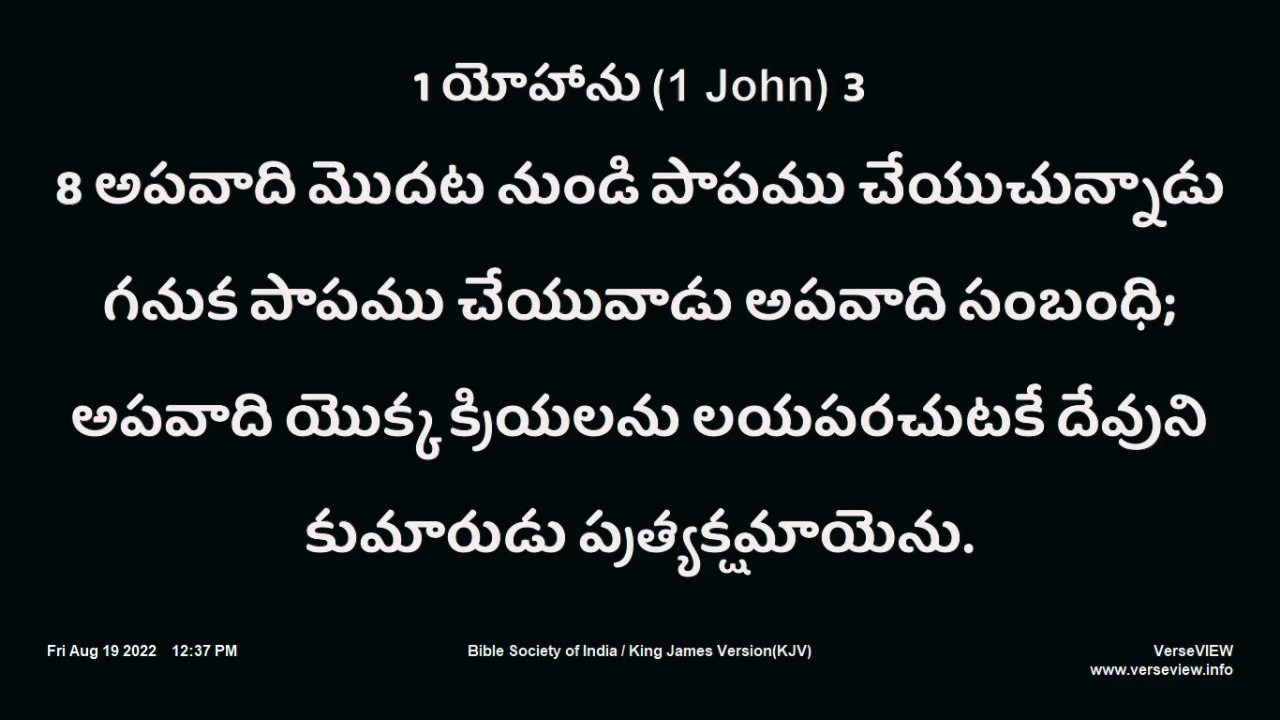 1 యోహాను (1 John) 3
8 అపవాది మొదట నుండి పాపము చేయుచున్నాడు
గనుక పాపము చేయువాడు అపవాది సంబంధి;
అపవాది యొక్క క్రియలను లయపరచుటకే దేవుని
కుమారుడు ప్రత్యక్షమాయెను.
Fri Aug 19 2022 12:37 PM
Bible Society of India / King James Version(KJV)
VerseVIEW
www.verseview.info